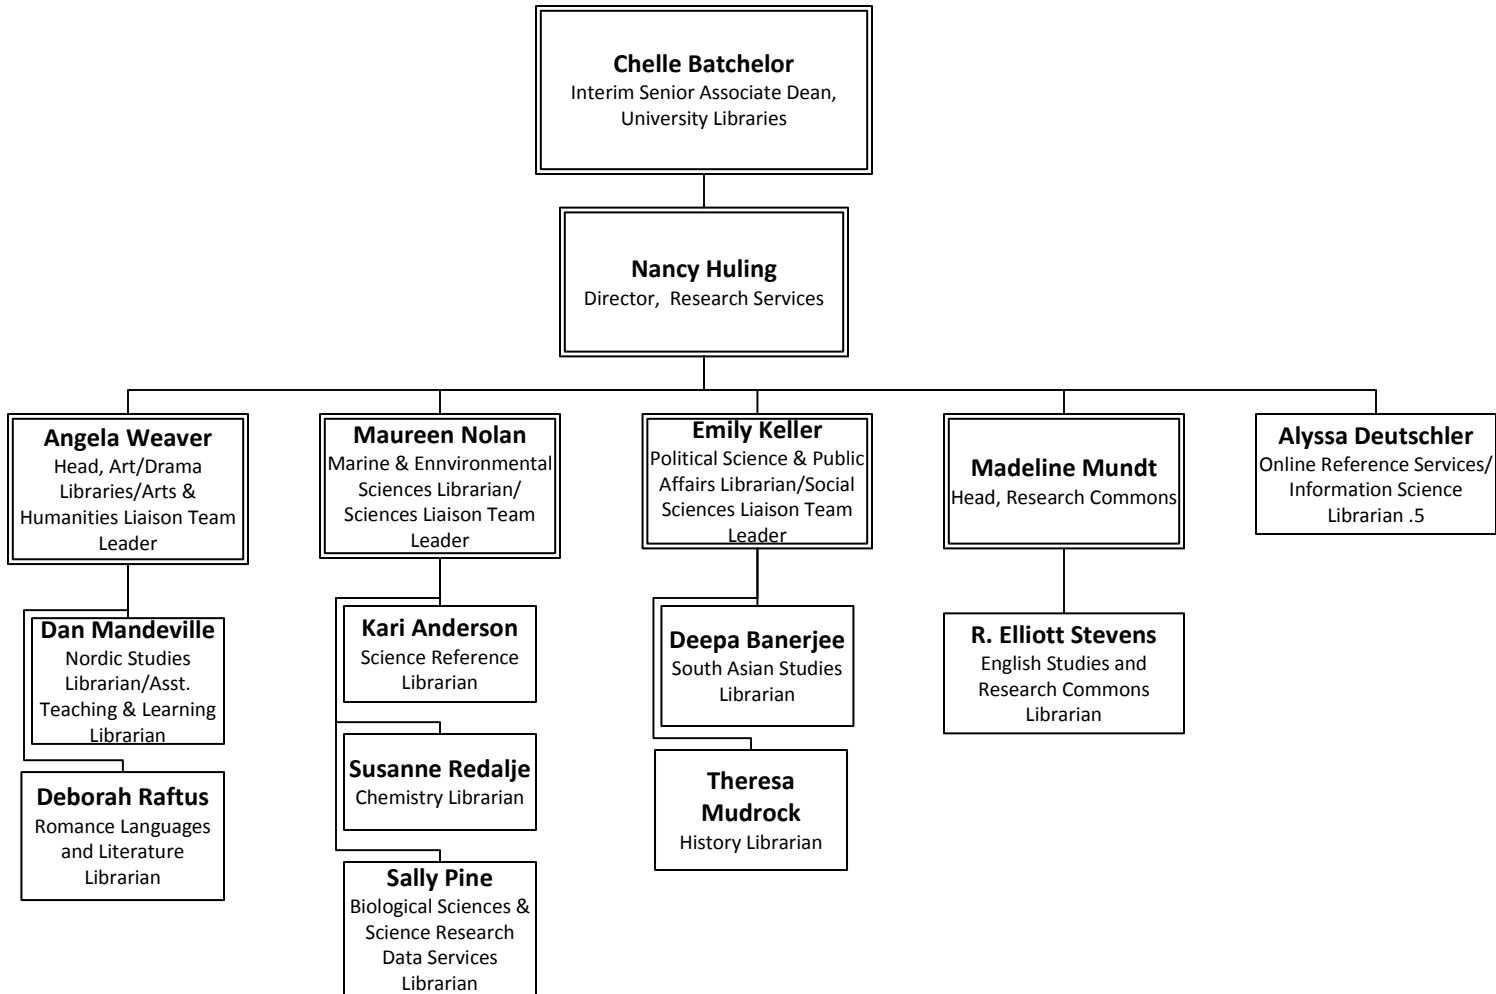 Chelle Batchelor
Interim Senior Associate Dean,
University Libraries
Nancy Huling
Director, Research Services
Angela Weaver
Head, Art/Drama
Libraries/Arts &
Humanities Liaison Team
Leader
Maureen Nolan
Marine & Ennvironmental
Sciences Librarian/
Sciences Liaison Team
Leader
Emily Keller
Political Science & Public
Affairs Librarian/Social
Sciences Liaison Team
Leader
Madeline Mundt
Head, Research Commons
Alyssa Deutschler
Online Reference Services/
Information Science
Librarian .5
Dan Mandeville
Nordic Studies
Librarian/Asst.
Teaching & Learning
Librarian
Deborah Raftus
Romance Languages
and Literature
Librarian
Kari Anderson
Science Reference
Librarian
Susanne Redalje
Chemistry Librarian
Sally Pine
Biological Sciences &
Science Research
Data Services
Librarian
Deepa Banerjee
South Asian Studies
Librarian
Theresa
Mudrock
History Librarian
R. Elliott Stevens
English Studies and
Research Commons
Librarian